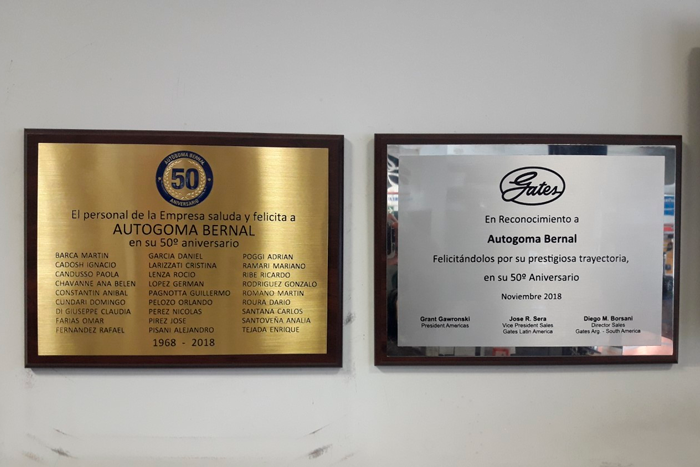 AUTOGOMA BERNAL
50
ANIVERSARIO
El personal de la Empresa saluda y felicita a
AUTOGOMA BERNAL
en su 50º aniversario
BARCA MARTIN
CADOSH IGNACIO
CANDUSSO PAOLA
CHAVANNE ANA BELEN
CONSTANTIN ANIBAL
CUNDARI DOMINGO
DI GIUSEPPE CLAUDIA
FARIAS OMAR
FERNANDEZ RAFAEL
GARCIA DANIEL
LARIZZATI CRISTINA
LENZA ROCIO
LOPEZ GERMAN
PAGNOTTA GUILLERMO
PELOZO ORLANDO
PEREZ NICOLAS
PIREZ JOSE
PISANI ALEJANDRO
POGGI ADRIAN
RAMARI MARIANO
RIBE RICARDO
RODRIGUEZ GONZALO
ROMANO MARTIN
ROURA DARIO
SANTANA CARLOS
SANTOVEÑA ANALIA
TEJADA ENRIQUE
1968 - 2018
Gates
En Reconocimiento a
Autogoma Bernal
Felicitándolos por su prestigiosa trayectoria,
en su 50º Aniversario
Noviembre 2018
Grant Gawronski
President Americas
Jose R. Sera
Vice President Sales
Gates Latin America
Diego M. Borsani
Director Sales
Gates Arg. - South America